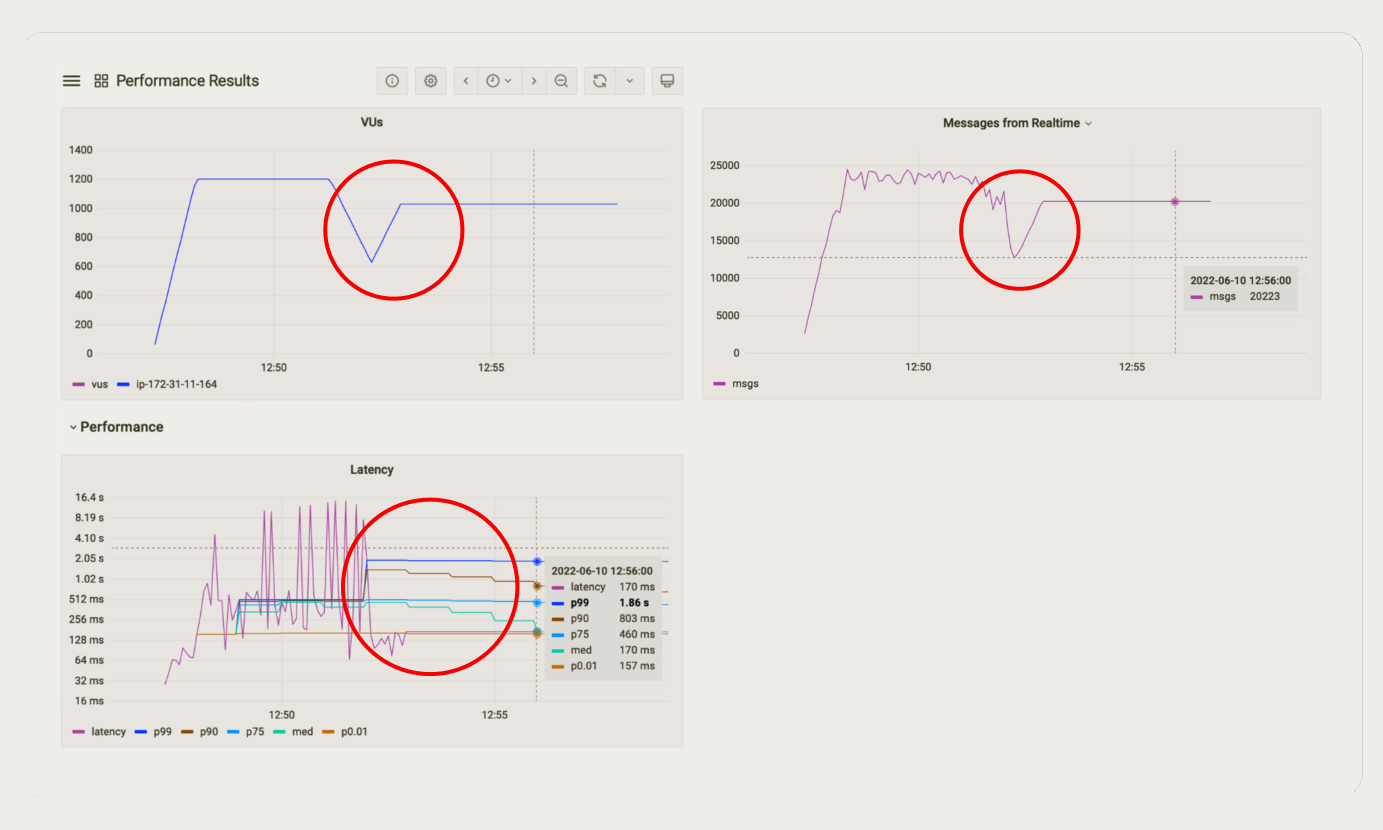 Performance Results
VUs
1400
1200
1000
800
600
400
200
0
12:50 12:55
vus ip-172-31-11-164
Messages from Realtime
25000
20000
15000
10000
5000
0
12:50 12:55
2022-06-10 12:56:00
msgs 20223
msgs
Performance
Latency
16.4 s
8.19 s
4.10 s
2.05 s
1.02 s
512 ms
256 ms
128 ms
64 ms
32 ms
16 ms
12:50 12:55
2022-06-10 12:56:00
latency 170 ms
p99 1.86 s
p90 803 ms
p75 460 ms
med 170 ms
p0.01 157 ms
latency p99 p90 p75 med p0.01